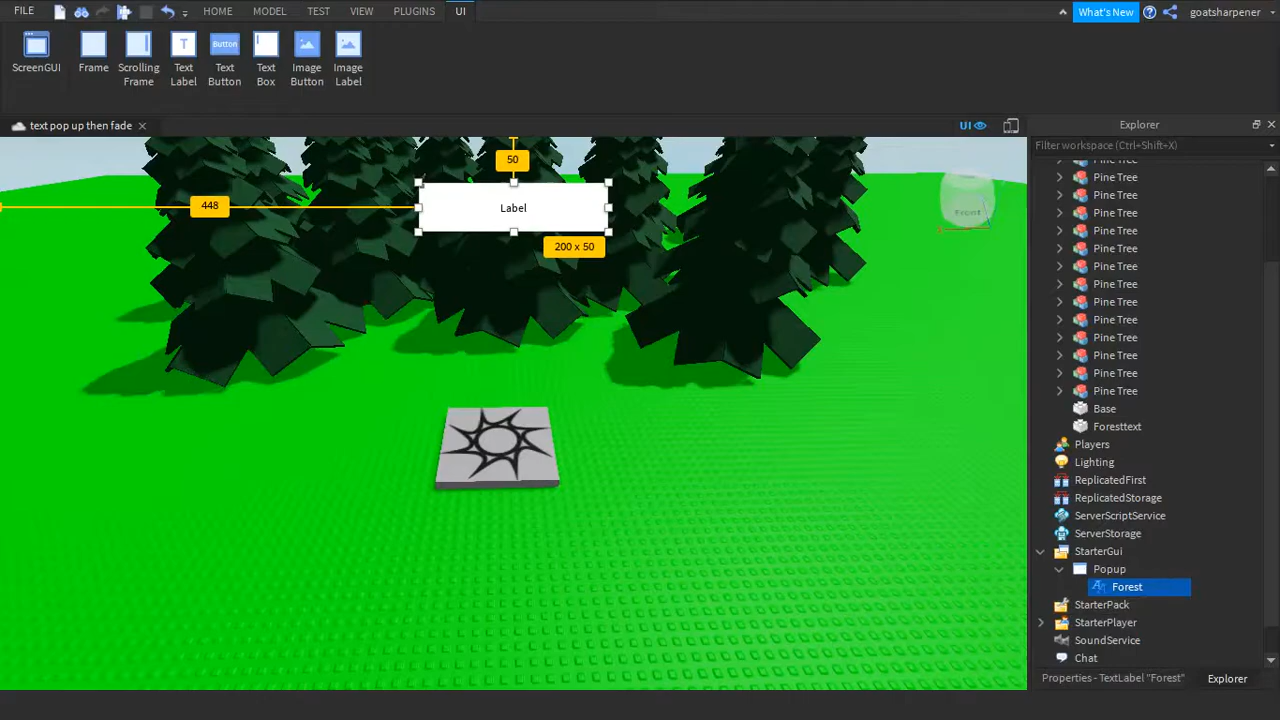 FILE
HOME
MODEL
TEST
VIEW
PLUGINS
UI
What's New
goatsharpener
ScreenGUI
Frame
Scrolling
Frame
Text
Label
Button
Text
Button
Text
Box
Image
Button
Image
Label
text pop up then fade
UI
Explorer
Filter workspace (Ctrl+Shift+X)
50
448
Label
200 x 50
Front
Pine Tree
Pine Tree
Pine Tree
Pine Tree
Pine Tree
Pine Tree
Pine Tree
Pine Tree
Pine Tree
Pine Tree
Pine Tree
Pine Tree
Pine Tree
Pine Tree
Base
Foresttext
Players
Lighting
ReplicatedFirst
ReplicatedStorage
ServerScriptService
ServerStorage
StarterGui
Popup
Forest
StarterPack
StarterPlayer
SoundService
Chat
Properties - TextLabel "Forest"
Explorer